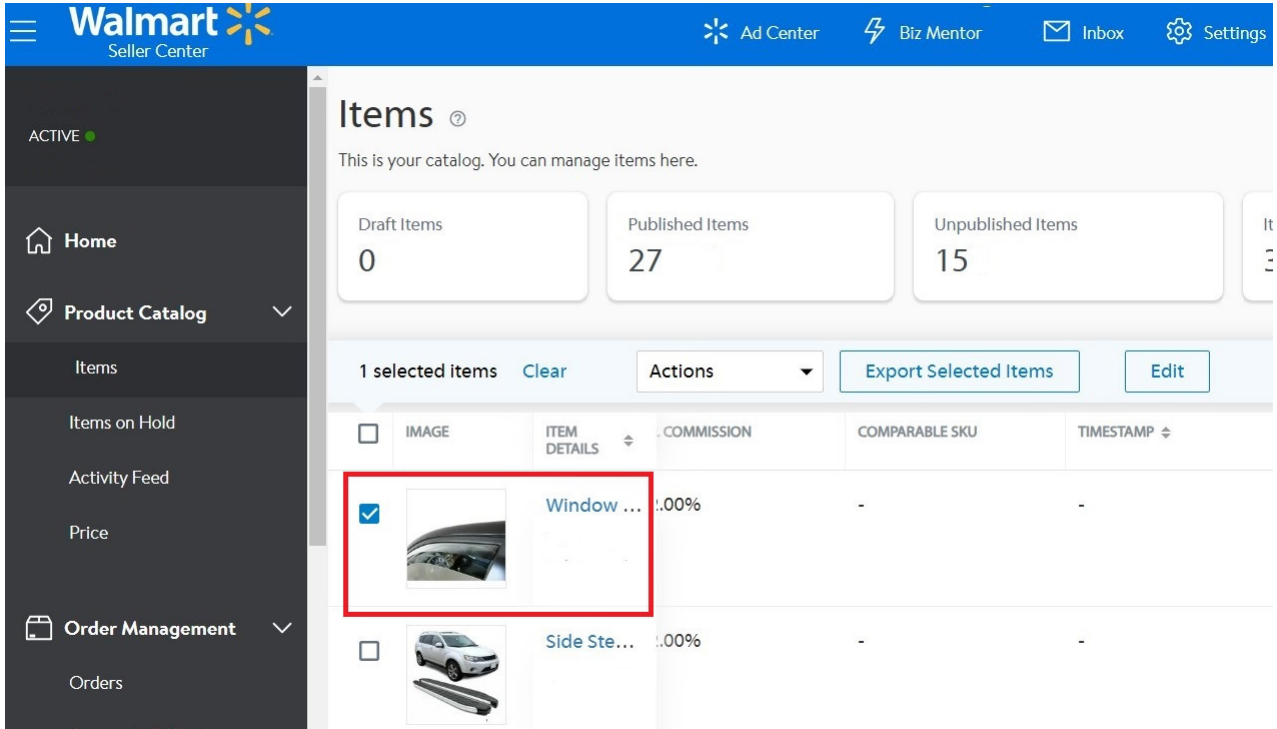 Walmart
Seller Center
Ad Center
Biz Mentor
Inbox
Settings
ACTIVE
Home
Product Catalog
Items
Items on Hold
Activity Feed
Price
Order Management
Orders
Items
This is your catalog. You can manage items here.
Draft Items
0
Published Items
27
Unpublished Items
15
1 selected items Clear Actions Export Selected Items Edit
IMAGE ITEM DETAILS COMMISSION COMPARABLE SKU TIMESTAMP
Window ... .00% - -
Side Ste... .00% - -